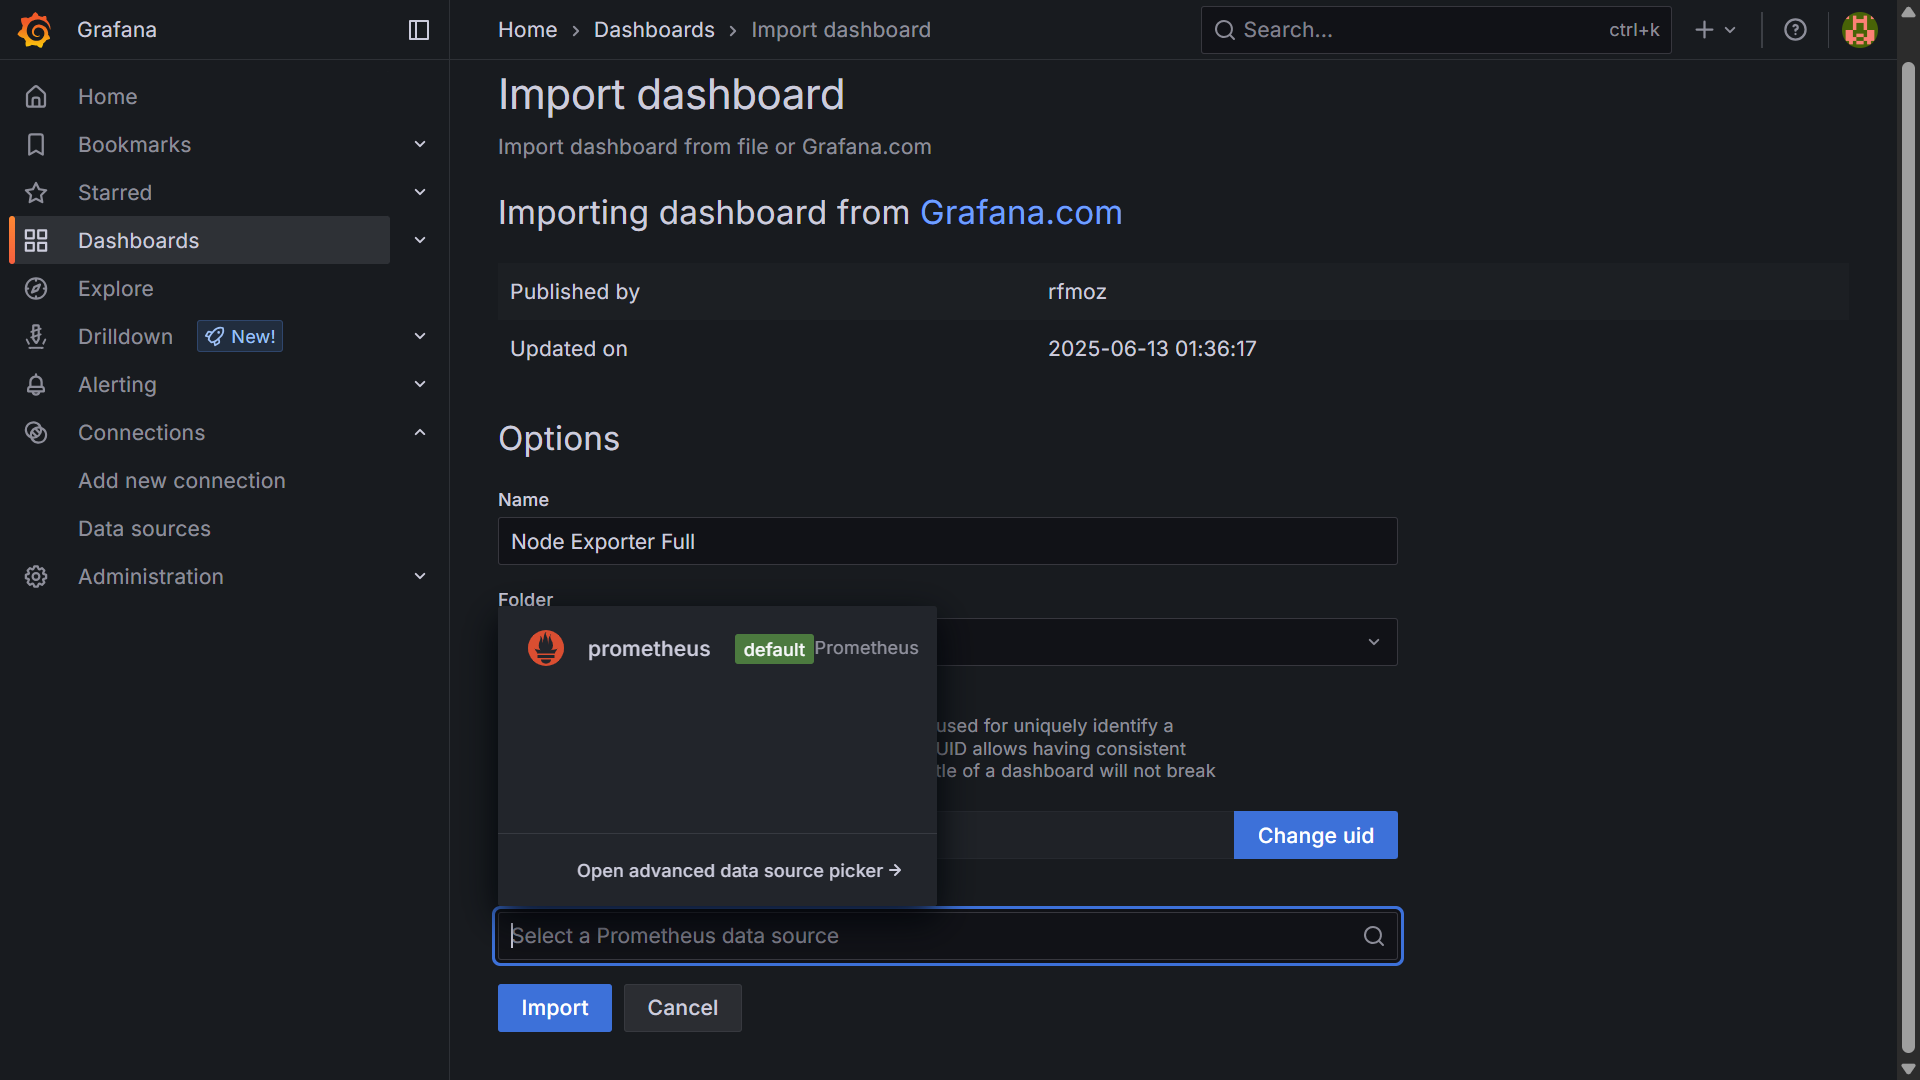 Grafana
Home
Dashboards
Import dashboard
Search...
ctrl+k
Home
Bookmarks
Starred
Dashboards
Explore
Drilldown
New!
Alerting
Connections
Add new connection
Data sources
Administration
Import dashboard
Import dashboard from file or Grafana.com
Importing dashboard from Grafana.com
Published by
rfmoz
Updated on
2025-06-13 01:36:17
Options
Name
Node Exporter Full
Folder
prometheus
default
Prometheus
used for uniquely identify a
UID allows having consistent
tle of a dashboard will not break
Change uid
Open advanced data source picker
Select a Prometheus data source
Import
Cancel